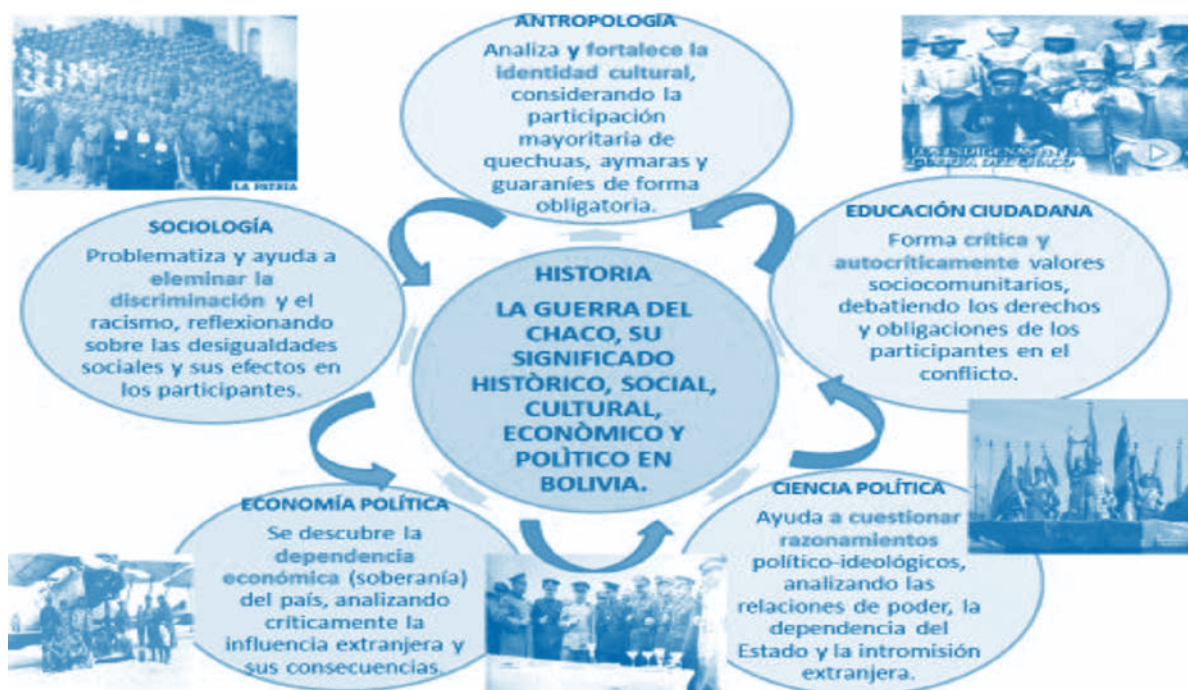 ANTROPOLOGÍA
Analiza y fortalece la
identidad cultural,
considerando la
participación
mayoritaria de
quechuas, aymaras y
guaraníes de forma
obligatoria.
LA PATRIA
GUERRA DEL CHACO
SOCIOLOGÍA
Problematiza y ayuda a
eleminar la
discriminación y el
racismo, reflexionando
sobre las desigualdades
sociales y sus efectos en
los participantes.
HISTORIA
LA GUERRA DEL
CHACO, SU
SIGNIFICADO
HISTÒRICO, SOCIAL,
CULTURAL,
ECONÒMICO Y
POLÌTICO EN
BOLIVIA.
EDUCACIÓN CIUDADANA
Forma crítica y
autocríticamente valores
sociocomunitarios,
debatiendo los derechos
y obligaciones de los
participantes en el
conflicto.
ECONOMÍA POLÍTICA
Se descubre la
dependencia
económica (soberanía)
del país, analizando
críticamente la
influencia extranjera y
sus consecuencias.
CIENCIA POLÍTICA
Ayuda a cuestionar
razonamientos
político-ideológicos,
analizando las
relaciones de poder, la
dependencia del
Estado y la intromisión
extranjera.